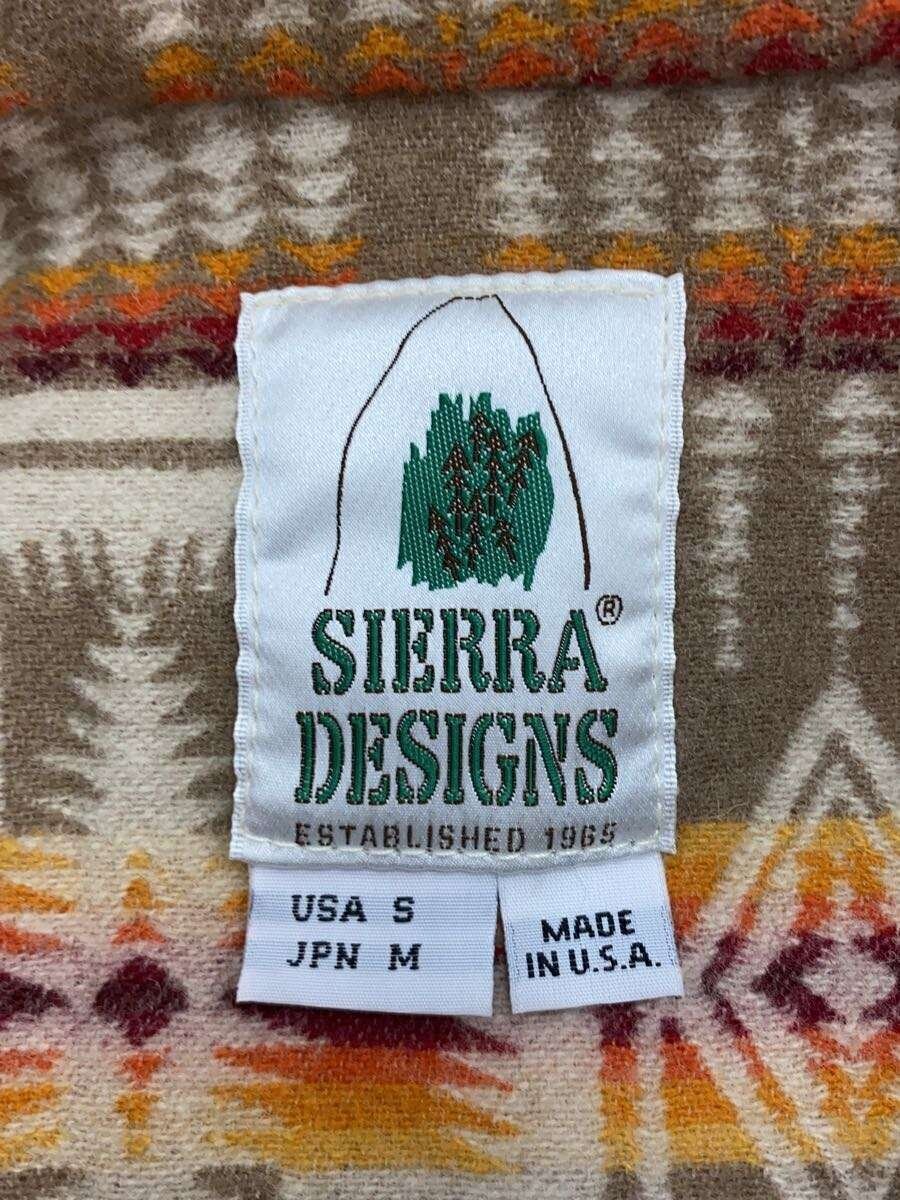 SIERRA®
DESIGNS
ESTABLISHED 1965
USA S
JPN M
MADE
IN U.S.A.